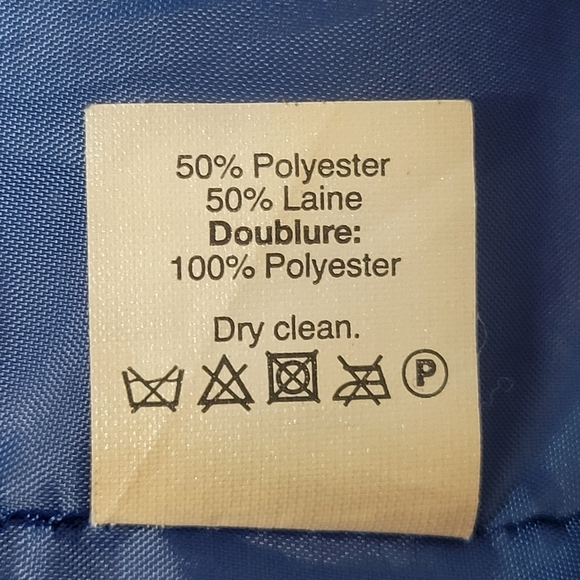 50% Polyester
50% Laine
Doublure:
100% Polyester
Dry clean.
P